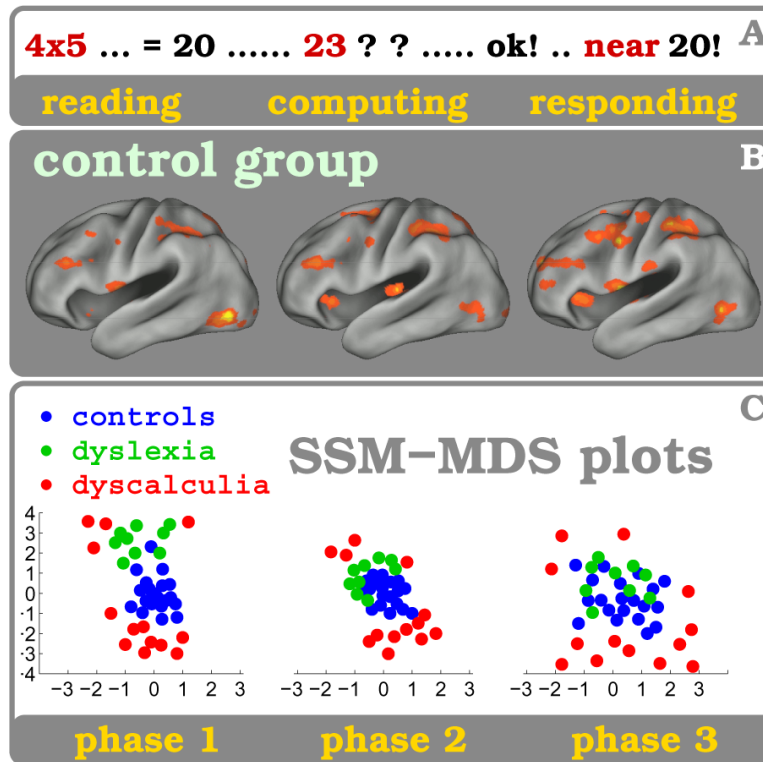 A
4x5 ... = 20 ...... 23 ? ? ..... ok! .. near 20!
reading computing responding
control group B
C
controls
dyslexia
dyscalculia
SSM-MDS plots
4
3
2
1
0
-1
-2
-3
-4
-3 -2 -1 0 1 2 3 -3 -2 -1 0 1 2 3 -3 -2 -1 0 1 2 3
phase 1 phase 2 phase 3